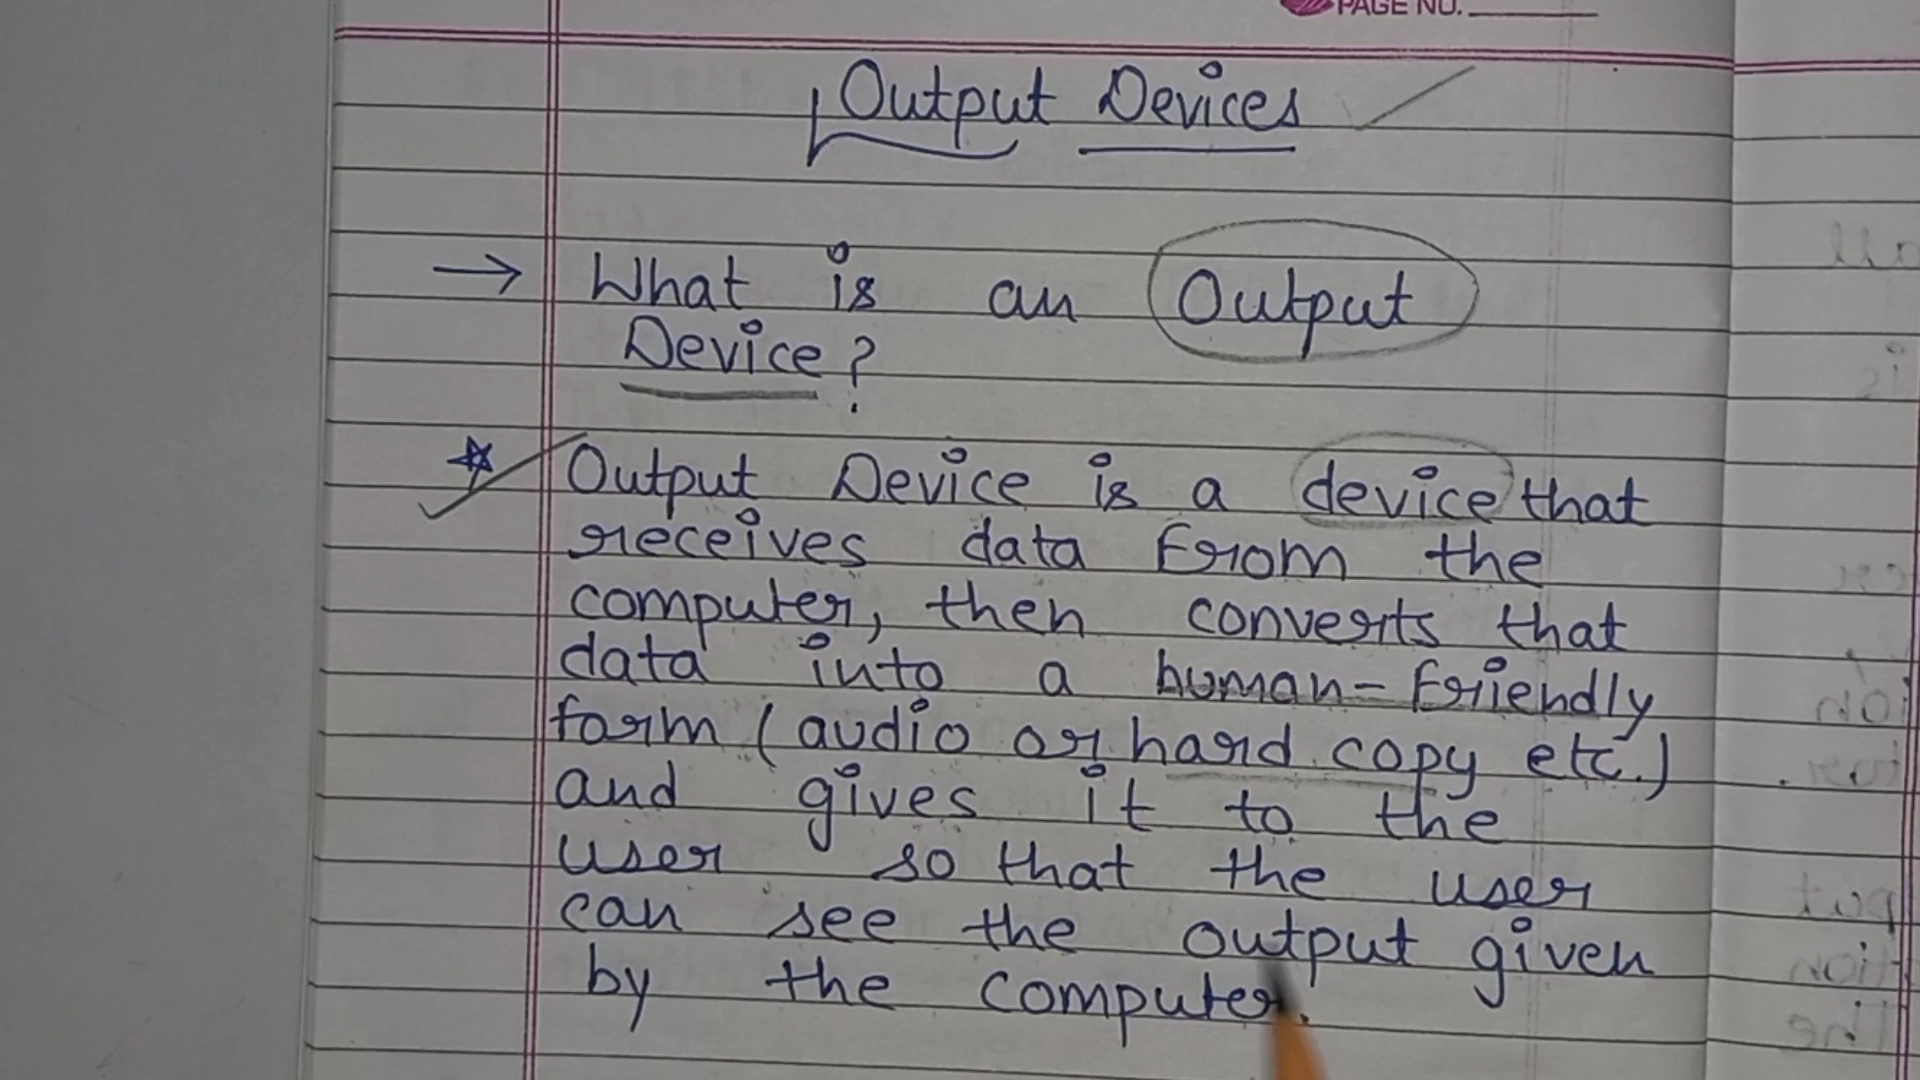 PAGE NO.
Output Devices
→ What is an Output
Device?
☆ Output Device is a device that
receives data From the
computer, then converts that
data into a human-Friendly
form (audio or hard copy etc.)
and gives it to the
user so that the user
can see the output given
by the computer.